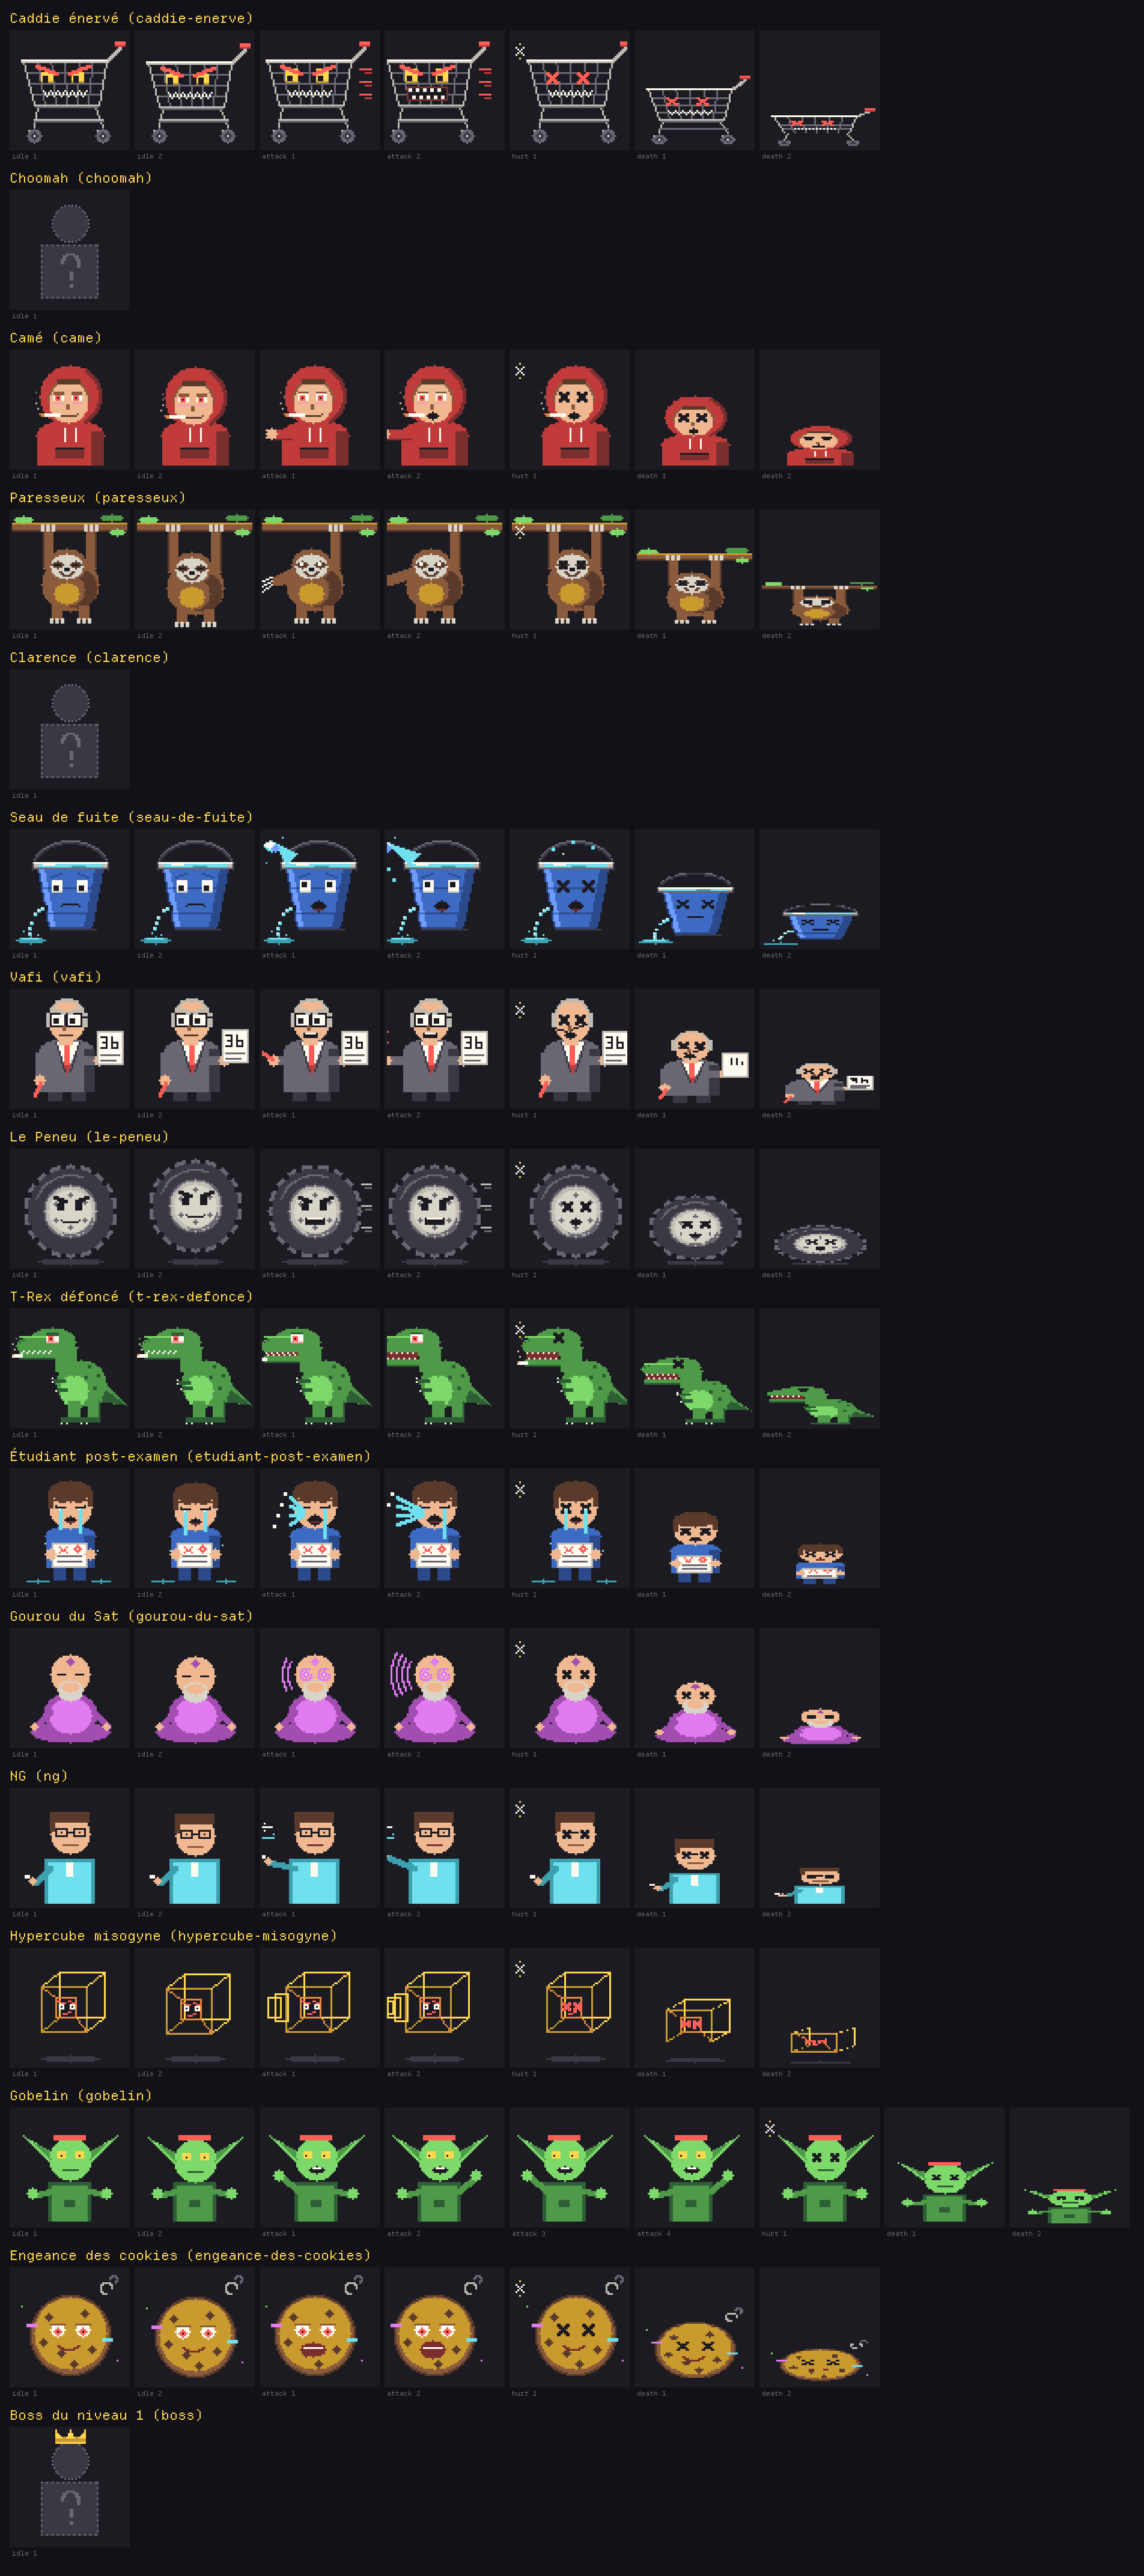 Caddie énervé (caddie-enerve)
idle 1 idle 2 attack 1 attack 2 hurt 1 death 1 death 2
Choomah (choomah)
?
idle 1
Camé (came)
idle 1 idle 2 attack 1 attack 2 hurt 1 death 1 death 2
Paresseux (paresseux)
idle 1 idle 2 attack 1 attack 2 hurt 1 death 1 death 2
Clarence (clarence)
?
idle 1
Seau de fuite (seau-de-fuite)
idle 1 idle 2 attack 1 attack 2 hurt 1 death 1 death 2
Vafi (vafi)
3b 3b 3b 3b 3b
idle 1 idle 2 attack 1 attack 2 hurt 1 death 1 death 2
Le Peneu (le-peneu)
idle 1 idle 2 attack 1 attack 2 hurt 1 death 1 death 2
T-Rex défoncé (t-rex-defonce)
idle 1 idle 2 attack 1 attack 2 hurt 1 death 1 death 2
Étudiant post-examen (etudiant-post-examen)
idle 1 idle 2 attack 1 attack 2 hurt 1 death 1 death 2
Gourou du Sat (gourou-du-sat)
idle 1 idle 2 attack 1 attack 2 hurt 1 death 1 death 2
NG (ng)
idle 1 idle 2 attack 1 attack 2 hurt 1 death 1 death 2
Hypercube misogyne (hypercube-misogyne)
idle 1 idle 2 attack 1 attack 2 hurt 1 death 1 death 2
Gobelin (gobelin)
idle 1 idle 2 attack 1 attack 2 attack 3 attack 4 hurt 1 death 1 death 2
Engeance des cookies (engeance-des-cookies)
idle 1 idle 2 attack 1 attack 2 hurt 1 death 1 death 2
Boss du niveau 1 (boss)
?
idle 1